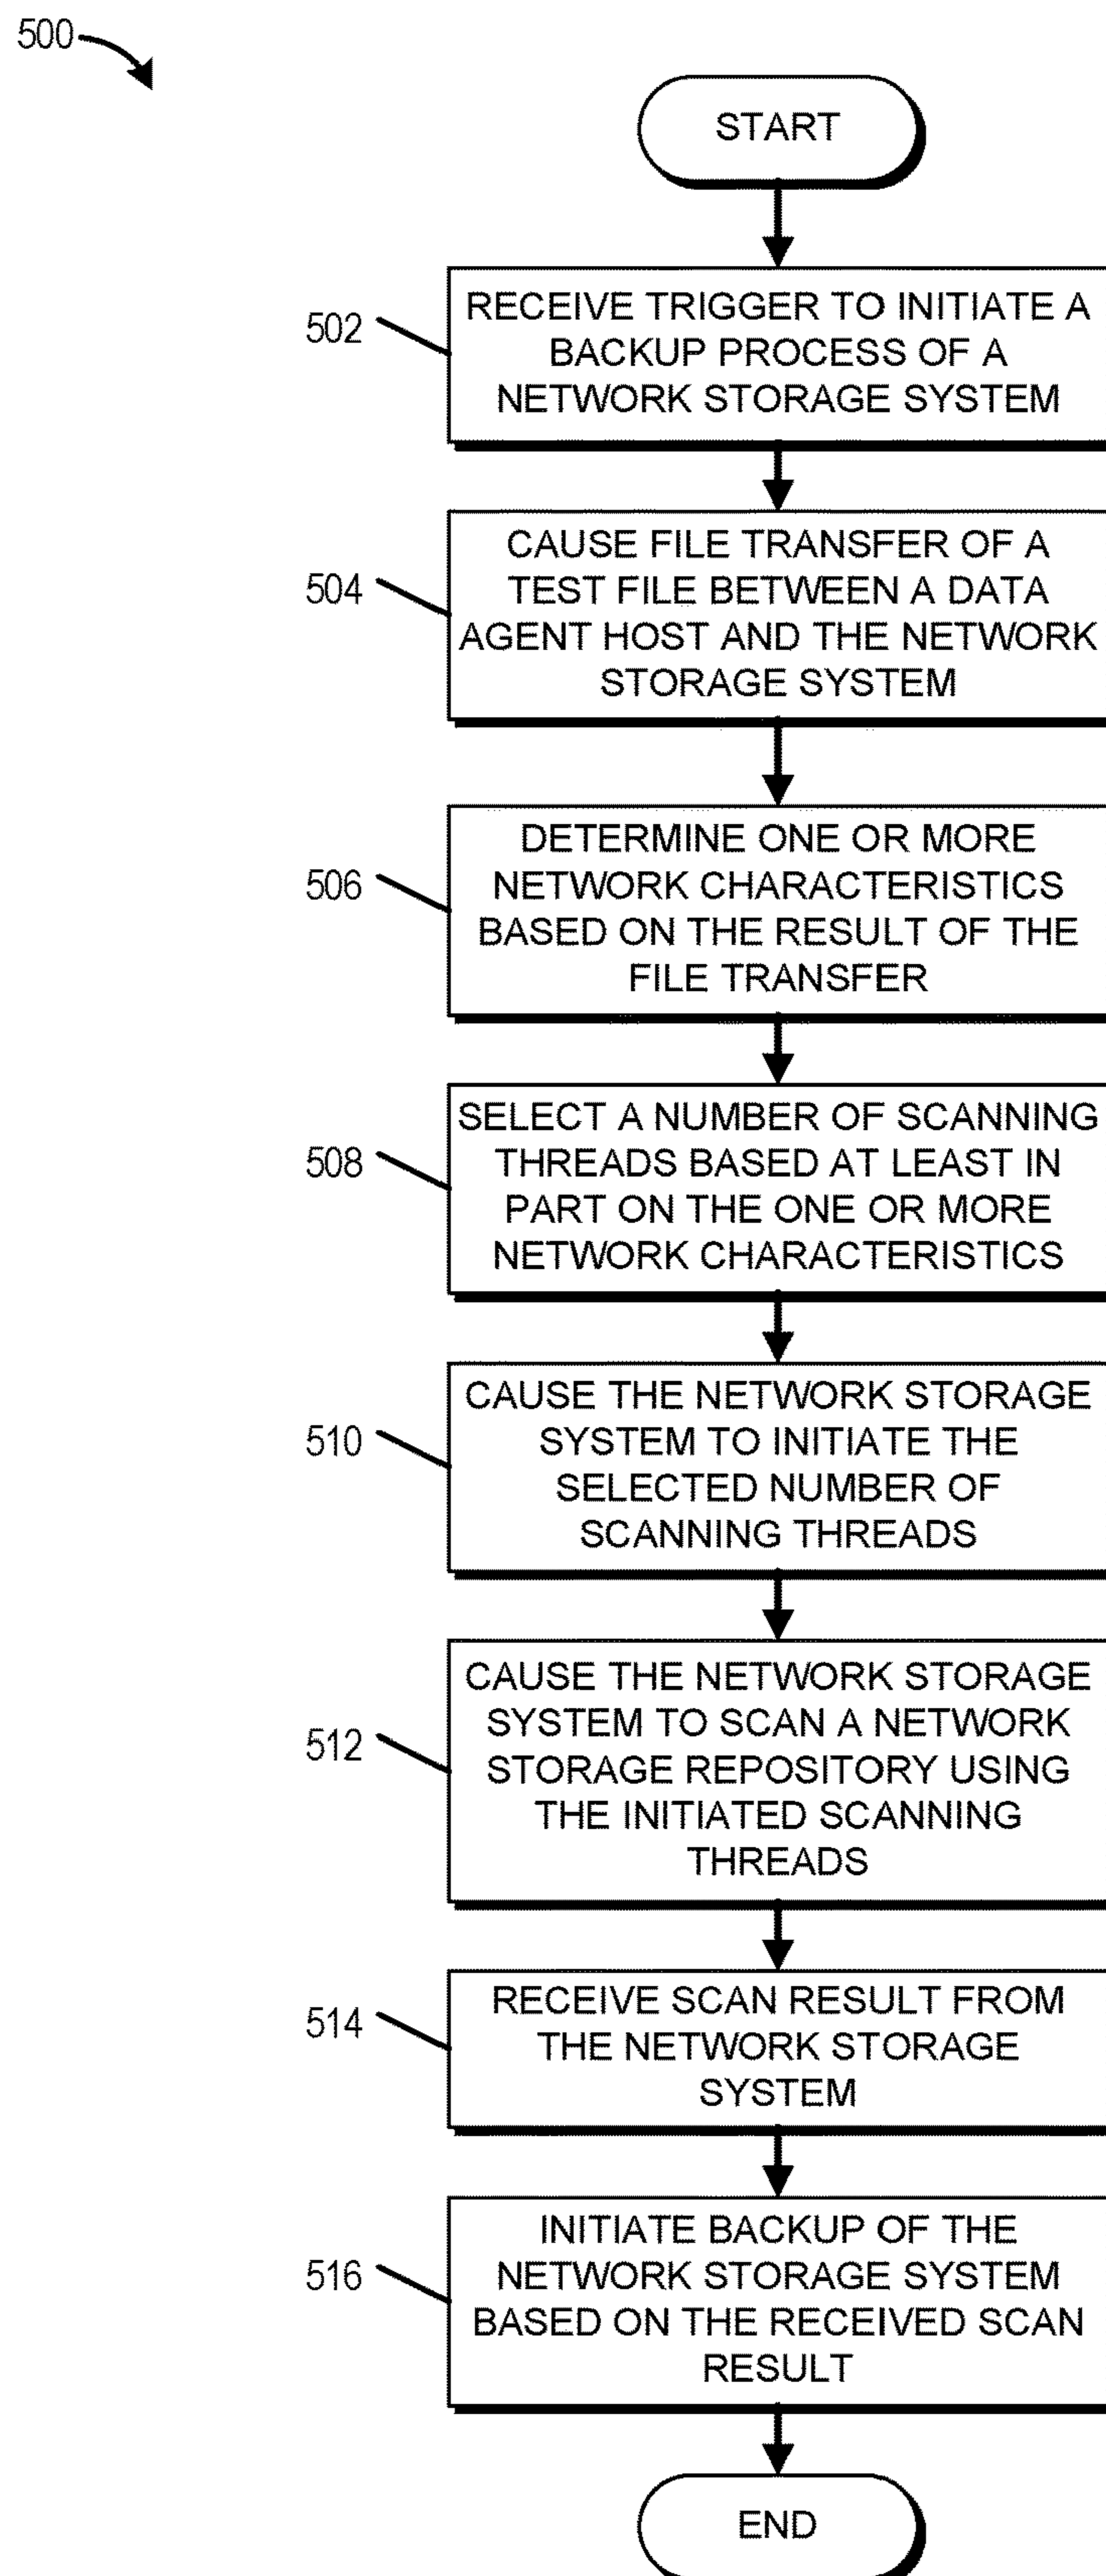 500
START
502
RECEIVE TRIGGER TO INITIATE A
BACKUP PROCESS OF A
NETWORK STORAGE SYSTEM
504
CAUSE FILE TRANSFER OF A
TEST FILE BETWEEN A DATA
AGENT HOST AND THE NETWORK
STORAGE SYSTEM
506
DETERMINE ONE OR MORE
NETWORK CHARACTERISTICS
BASED ON THE RESULT OF THE
FILE TRANSFER
508
SELECT A NUMBER OF SCANNING
THREADS BASED AT LEAST IN
PART ON THE ONE OR MORE
NETWORK CHARACTERISTICS
510
CAUSE THE NETWORK STORAGE
SYSTEM TO INITIATE THE
SELECTED NUMBER OF
SCANNING THREADS
512
CAUSE THE NETWORK STORAGE
SYSTEM TO SCAN A NETWORK
STORAGE REPOSITORY USING
THE INITIATED SCANNING
THREADS
514
RECEIVE SCAN RESULT FROM
THE NETWORK STORAGE
SYSTEM
516
INITIATE BACKUP OF THE
NETWORK STORAGE SYSTEM
BASED ON THE RECEIVED SCAN
RESULT
END